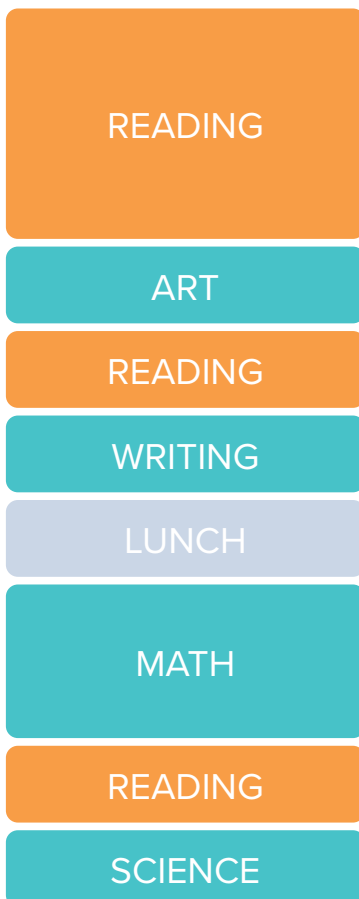 READING
ART
READING
WRITING
LUNCH
MATH
READING
SCIENCE